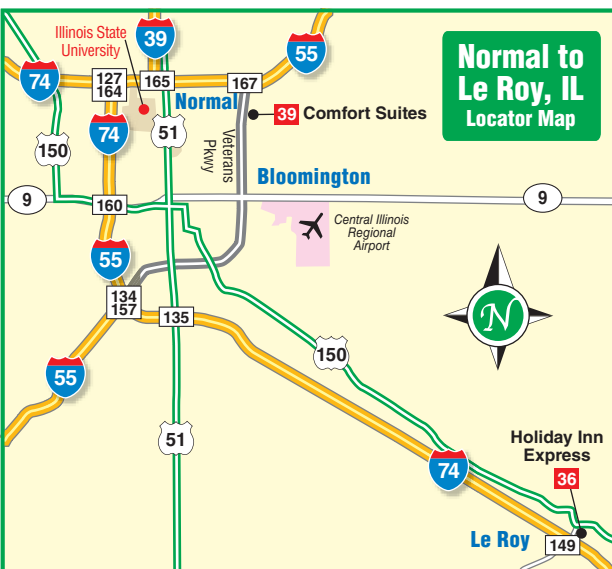 Normal to
Le Roy, IL
Locator Map
Illinois State
University
39
55
74
127
164
165
167
Normal
39 Comfort Suites
74
51
150
Veterans
Pkwy
Bloomington
9
160
9
Central Illinois
Regional
Airport
55
134
157
135
N
150
55
51
Holiday Inn
Express
36
74
Le Roy
149